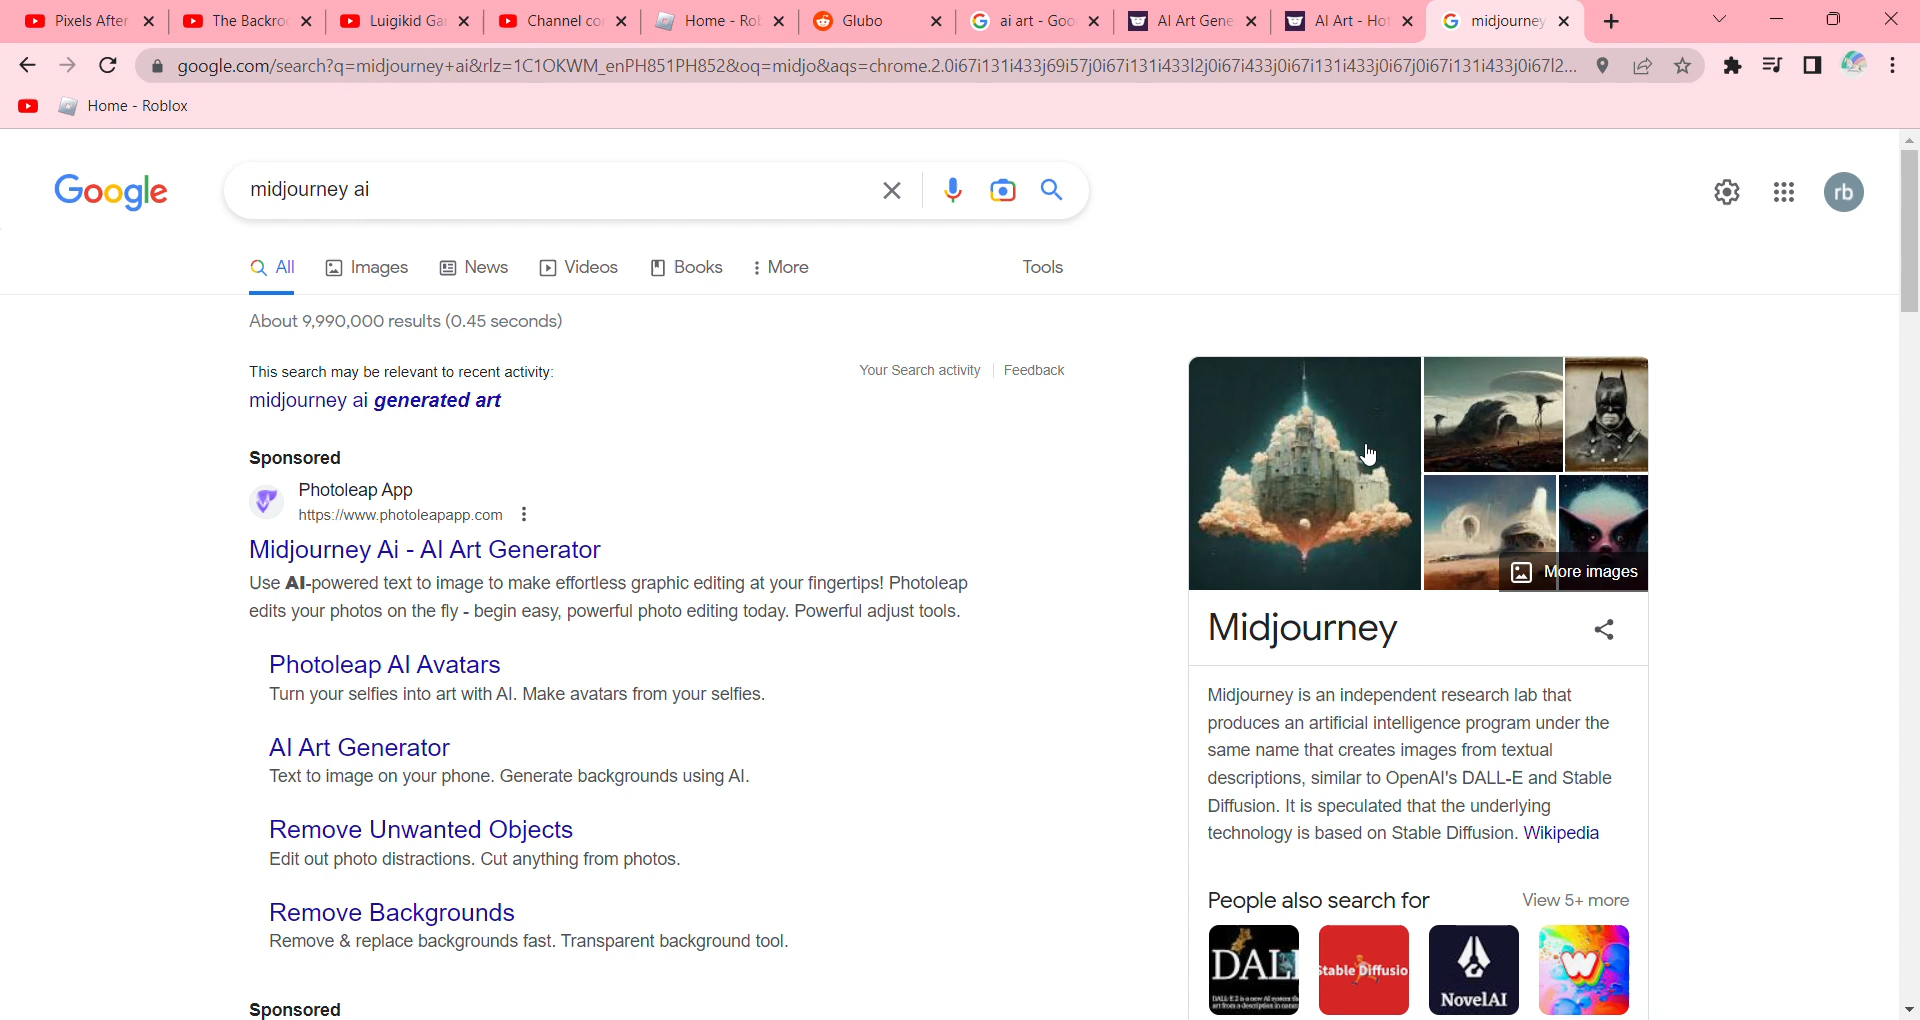 Pixels After
The Backro
Luigikid Ga
Channel co
Home - Ro
Glubo
ai art - Goo
AI Art Gene
AI Art - Hot
midjourney
google.com/search?q=midjourney+ai&rlz=1C1OKWM_enPH851PH852&oq=midjo&aqs=chrome.2.0i67i131i433j69i57j0i67i131i433l2j0i67i433j0i67i131i433j0i67j0i67i131i433j0i67l2...
Home - Roblox
Google
midjourney ai
rb
All
Images
News
Videos
Books
More
Tools
About 9,990,000 results (0.45 seconds)
This search may be relevant to recent activity:
Your Search activity
Feedback
midjourney ai generated art
Sponsored
Photoleap App
https://www.photoleapapp.com
Midjourney Ai - AI Art Generator
Use AI-powered text to image to make effortless graphic editing at your fingertips! Photoleap
edits your photos on the fly - begin easy, powerful photo editing today. Powerful adjust tools.
Photoleap AI Avatars
Turn your selfies into art with AI. Make avatars from your selfies.
AI Art Generator
Text to image on your phone. Generate backgrounds using AI.
Remove Unwanted Objects
Edit out photo distractions. Cut anything from photos.
Remove Backgrounds
Remove & replace backgrounds fast. Transparent background tool.
Sponsored
More images
Midjourney
Midjourney is an independent research lab that
produces an artificial intelligence program under the
same name that creates images from textual
descriptions, similar to OpenAI's DALL-E and Stable
Diffusion. It is speculated that the underlying
technology is based on Stable Diffusion. Wikipedia
People also search for
View 5+ more
DALL
Stable Diffusio
NovelAI
W